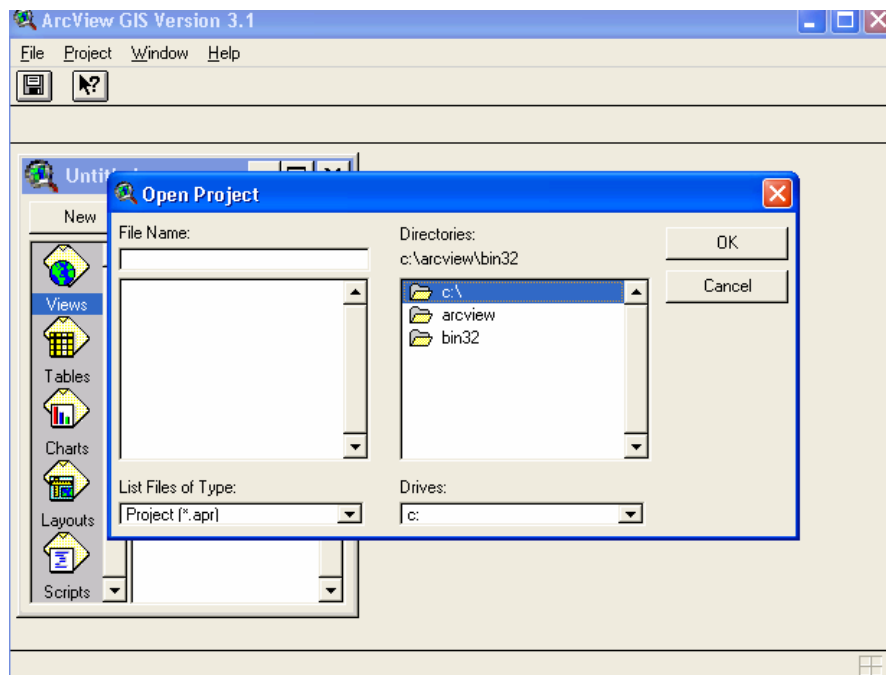 ArcView GIS Version 3.1
File Project Window Help
New
Open Project
File Name:
Directories:
c:\arcview\bin32
OK
Cancel
c:\
arcview
bin32
Views
Tables
Charts
Layouts
Scripts
List Files of Type:
Project (*.apr)
Drives:
c: